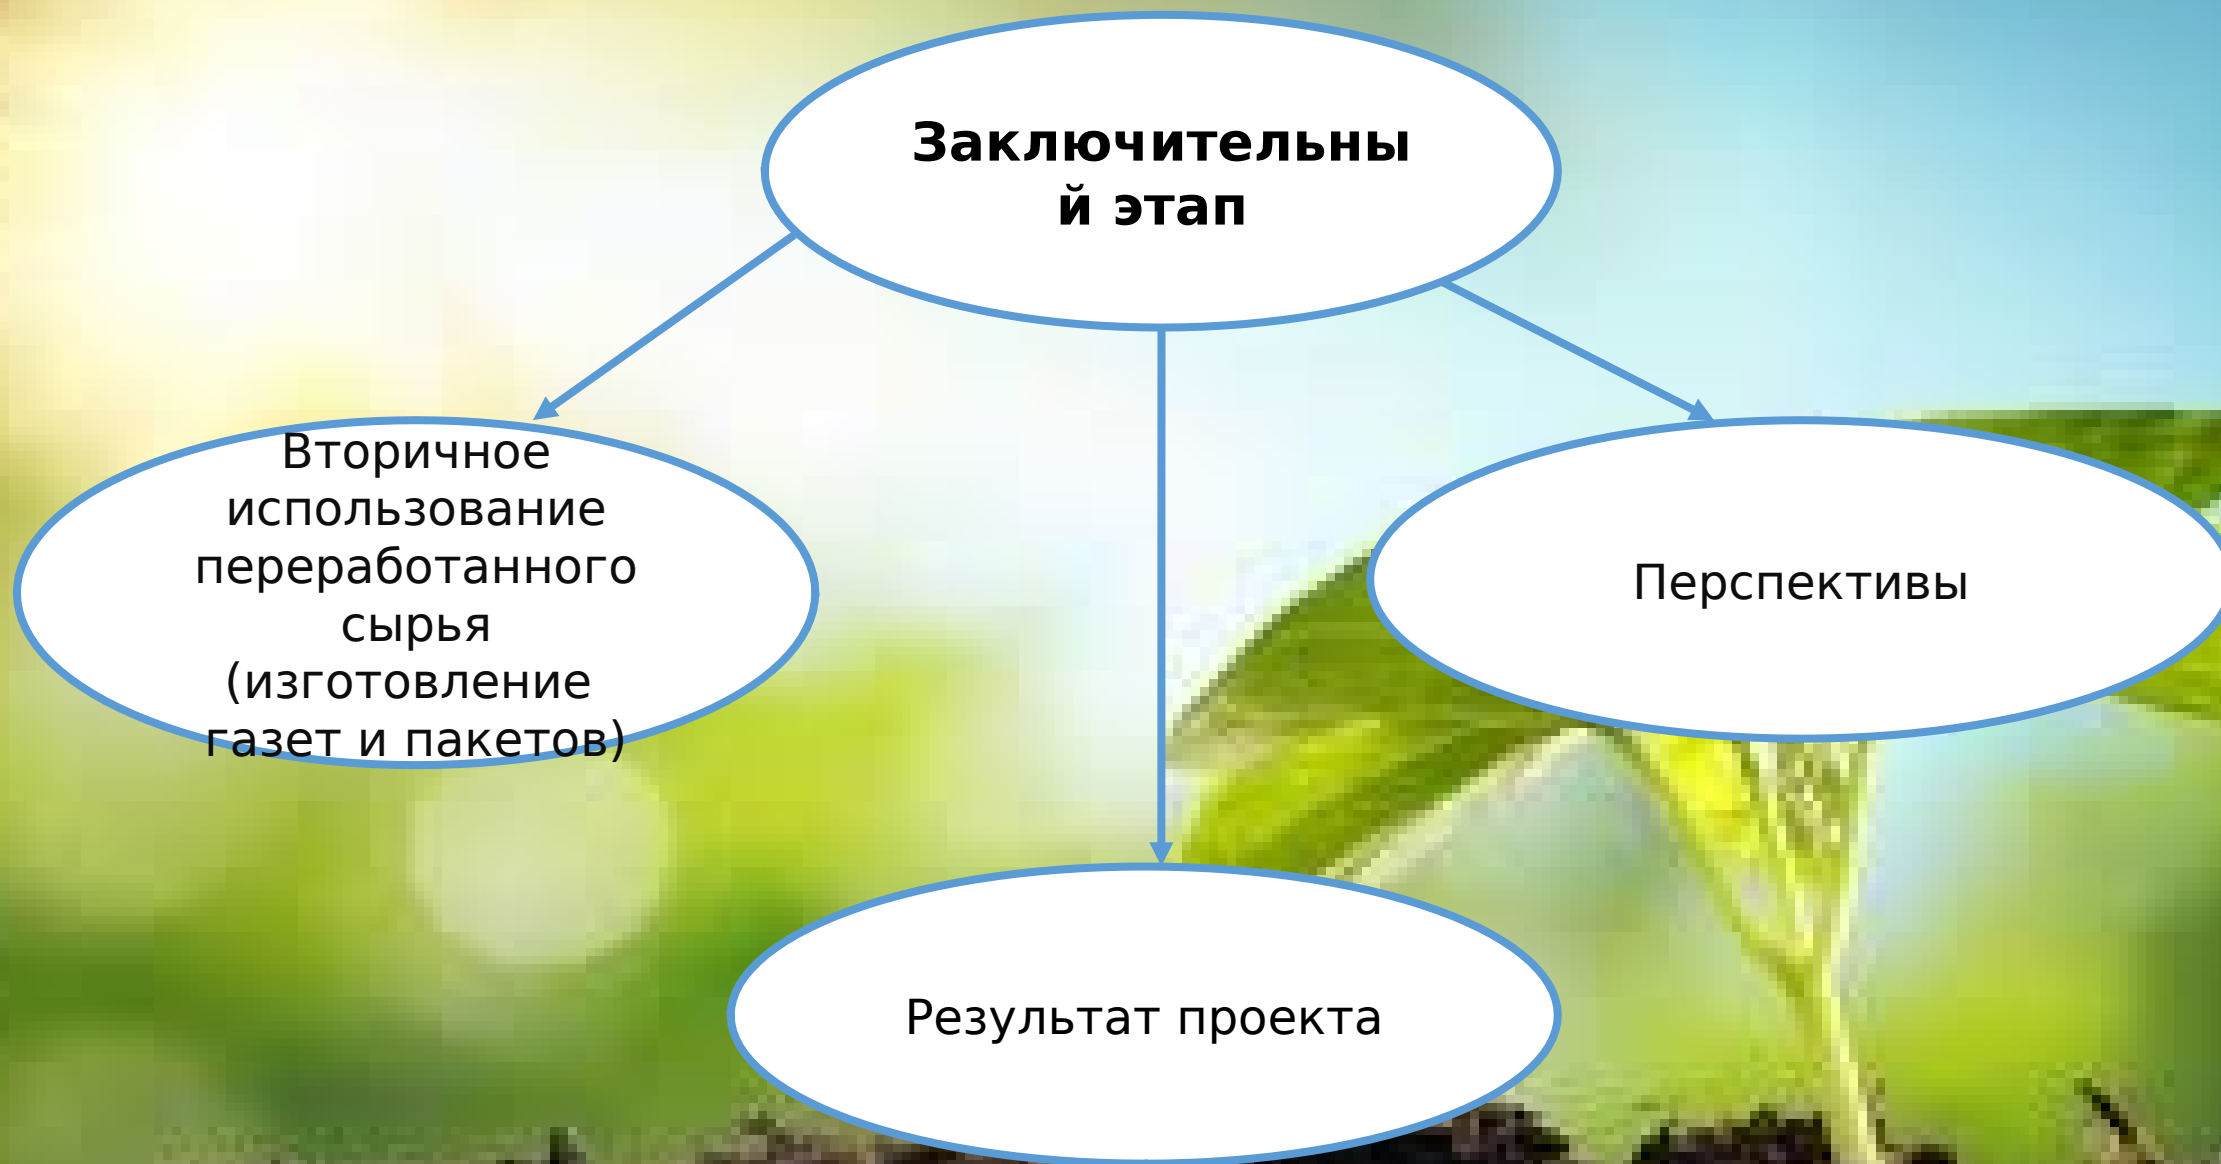 Заключительны
й этап
Вторичное
использование
переработанного
сырья
(изготовление
газет и пакетов)
Перспективы
Результат проекта